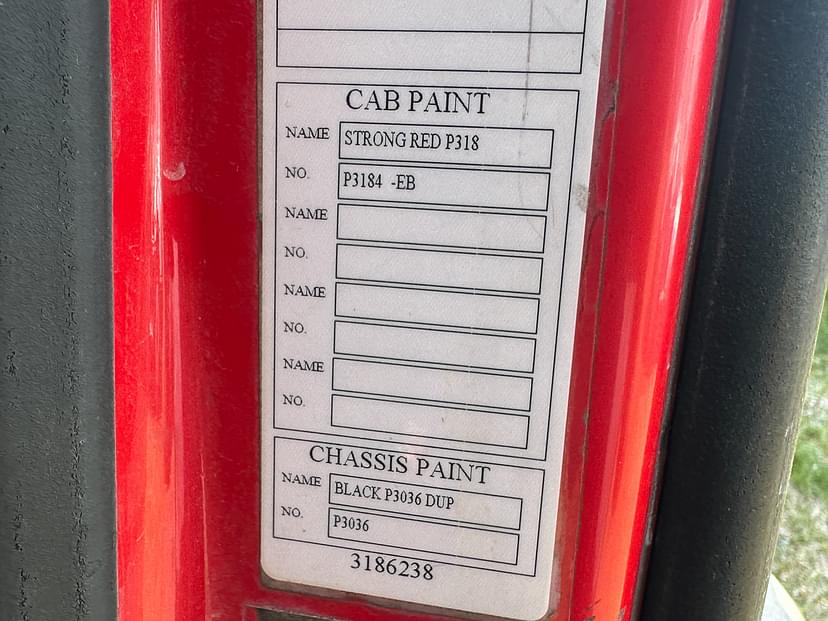 CAB PAINT
NAME STRONG RED P318
NO. P3184 -EB
NAME
NO.
NAME
NO.
NAME
NO.
CHASSIS PAINT
NAME BLACK P3036 DUP
NO. P3036
3186238